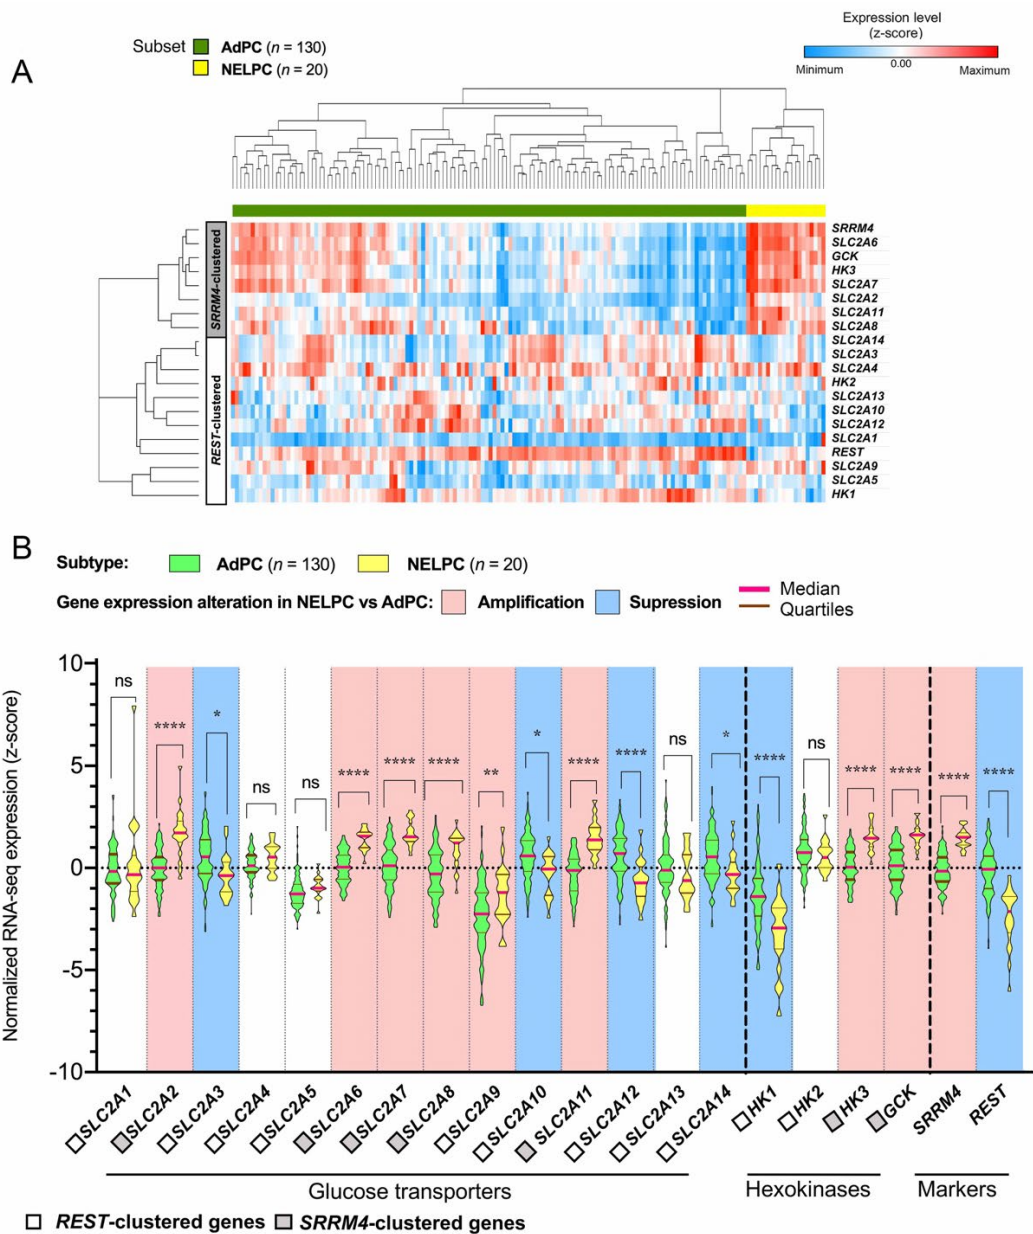 A
Subset AdPC (n = 130)
NELPC (n = 20)
Expression level
(z-score)
Minimum 0.00 Maximum
SRRM4-clustered
REST-clustered
SRRM4
SLC2A6
GCK
HK3
SLC2A7
SLC2A2
SLC2A11
SLC2A8
SLC2A14
SLC2A3
SLC2A4
HK2
SLC2A13
SLC2A10
SLC2A12
SLC2A1
REST
SLC2A9
SLC2A5
HK1
B
Subtype: AdPC (n = 130) NELPC (n = 20)
Gene expression alteration in NELPC vs AdPC: Amplification Supression Median
Quartiles
Normalized RNA-seq expression (z-score)
10
5
0
-5
-10
ns **** * ns ns **** **** **** ** * **** **** ns * **** ns **** **** **** ****
SLC2A1 SLC2A2 SLC2A3 SLC2A4 SLC2A5 SLC2A6 SLC2A7 SLC2A8 SLC2A9 SLC2A10 SLC2A11 SLC2A12 SLC2A13 SLC2A14 HK1 HK2 HK3 GCK SRRM4 REST
Glucose transporters Hexokinases Markers
REST-clustered genes SRRM4-clustered genes